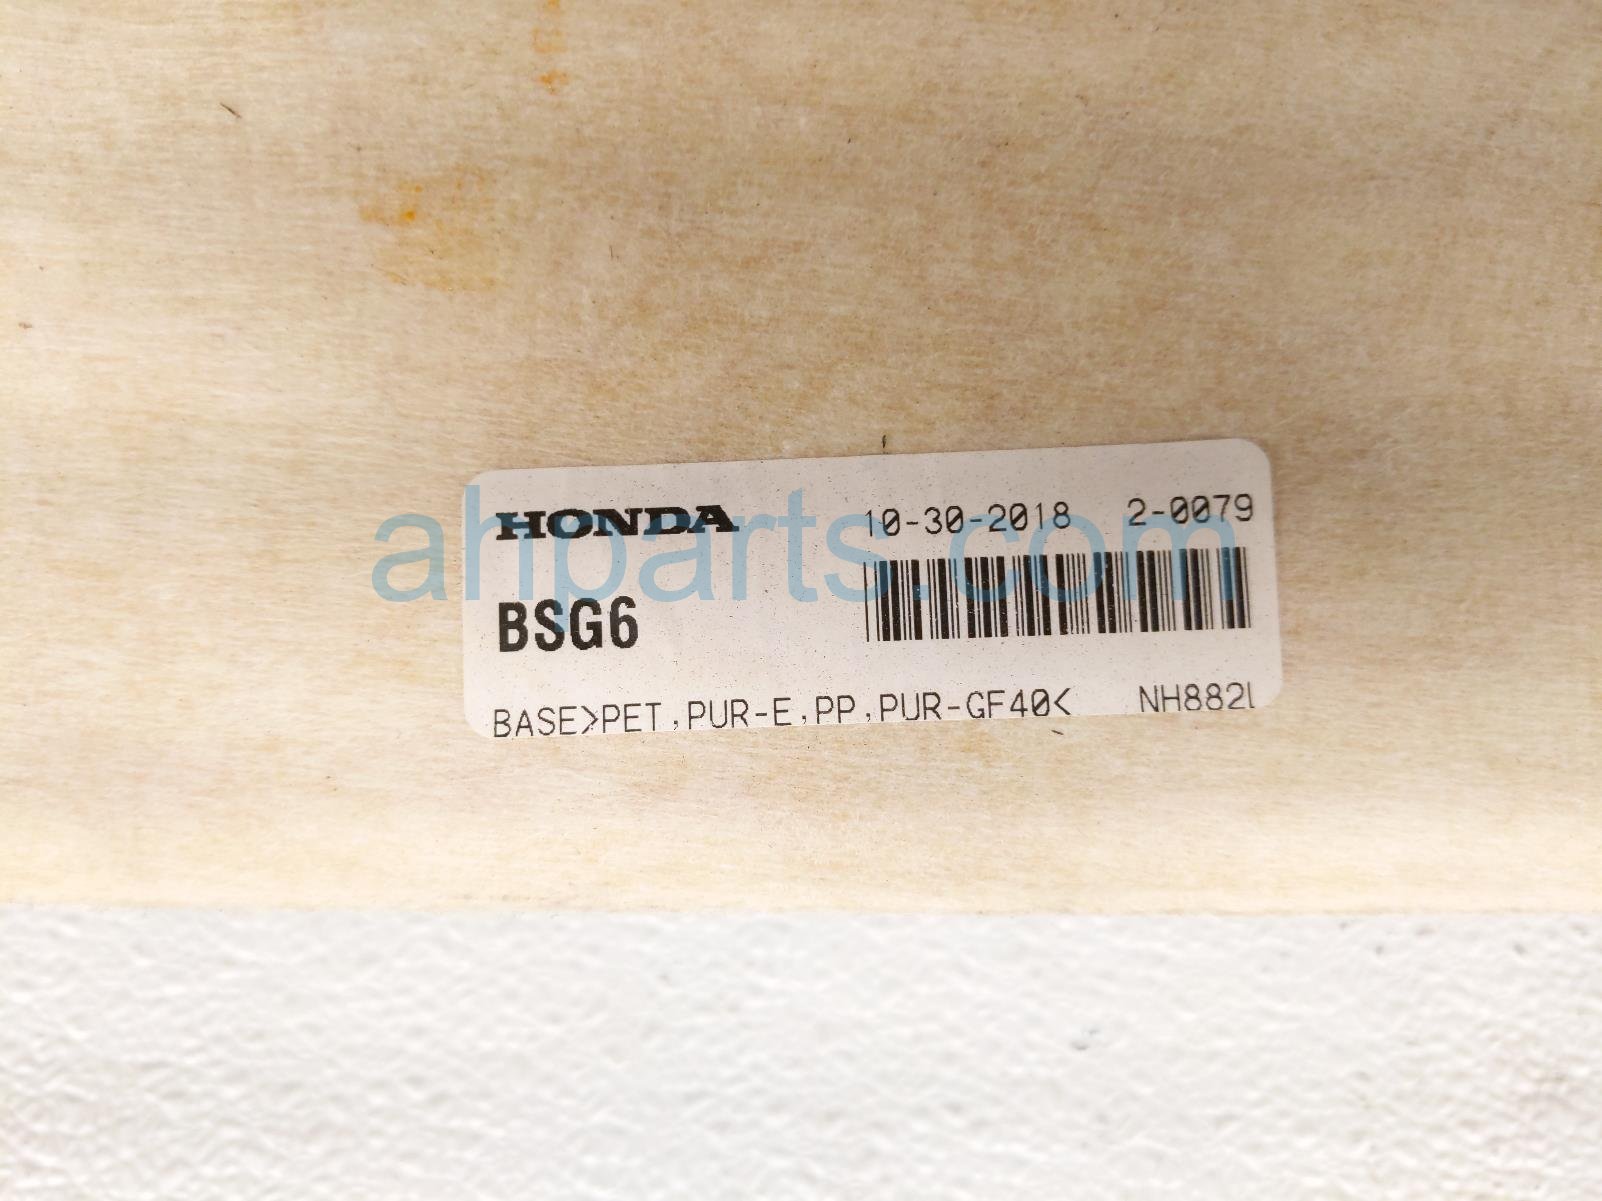 HONDA 10-30-2018 2-0079
BSG6
BASE>PET,PUR-E,PP,PUR-GF40< NH882L
ahparts.com